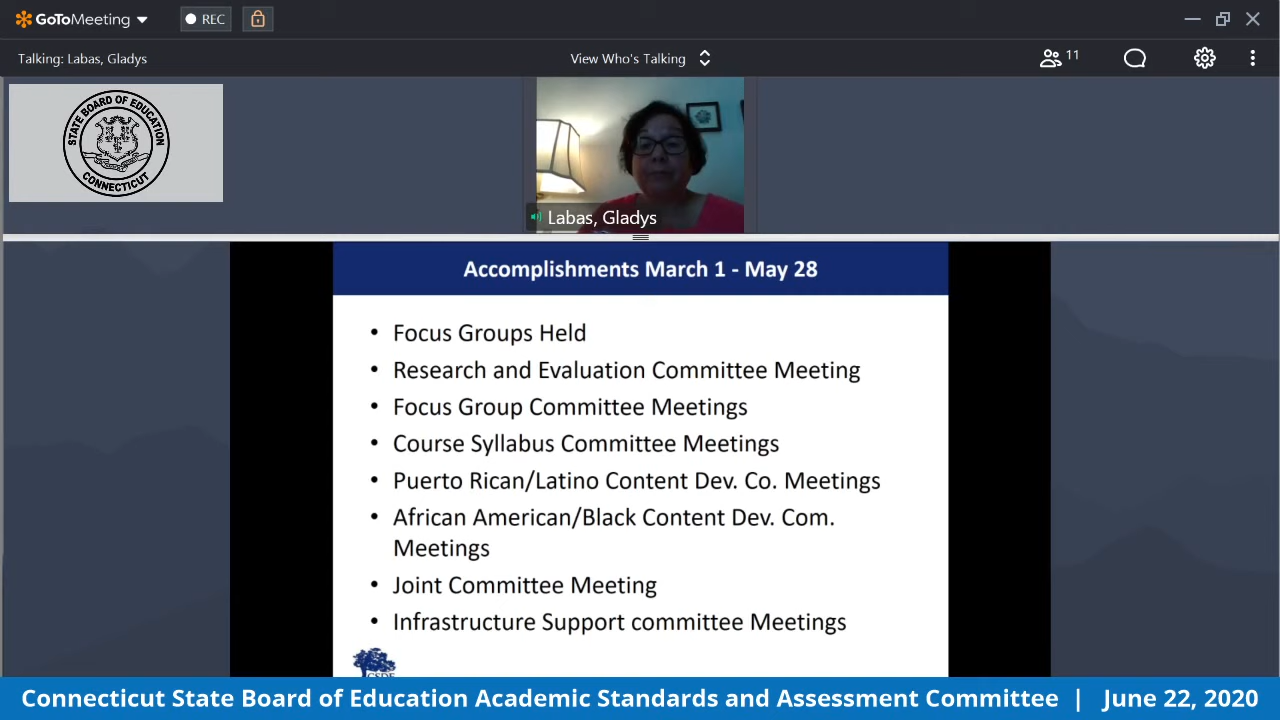 GoToMeeting
REC
Talking: Labas, Gladys
View Who's Talking
11
STATE BOARD OF EDUCATION
CONNECTICUT
Labas, Gladys
Accomplishments March 1 - May 28
• Focus Groups Held
• Research and Evaluation Committee Meeting
• Focus Group Committee Meetings
• Course Syllabus Committee Meetings
• Puerto Rican/Latino Content Dev. Co. Meetings
• African American/Black Content Dev. Com.
Meetings
• Joint Committee Meeting
• Infrastructure Support committee Meetings
CSDE
Connecticut State Board of Education Academic Standards and Assessment Committee | June 22, 2020